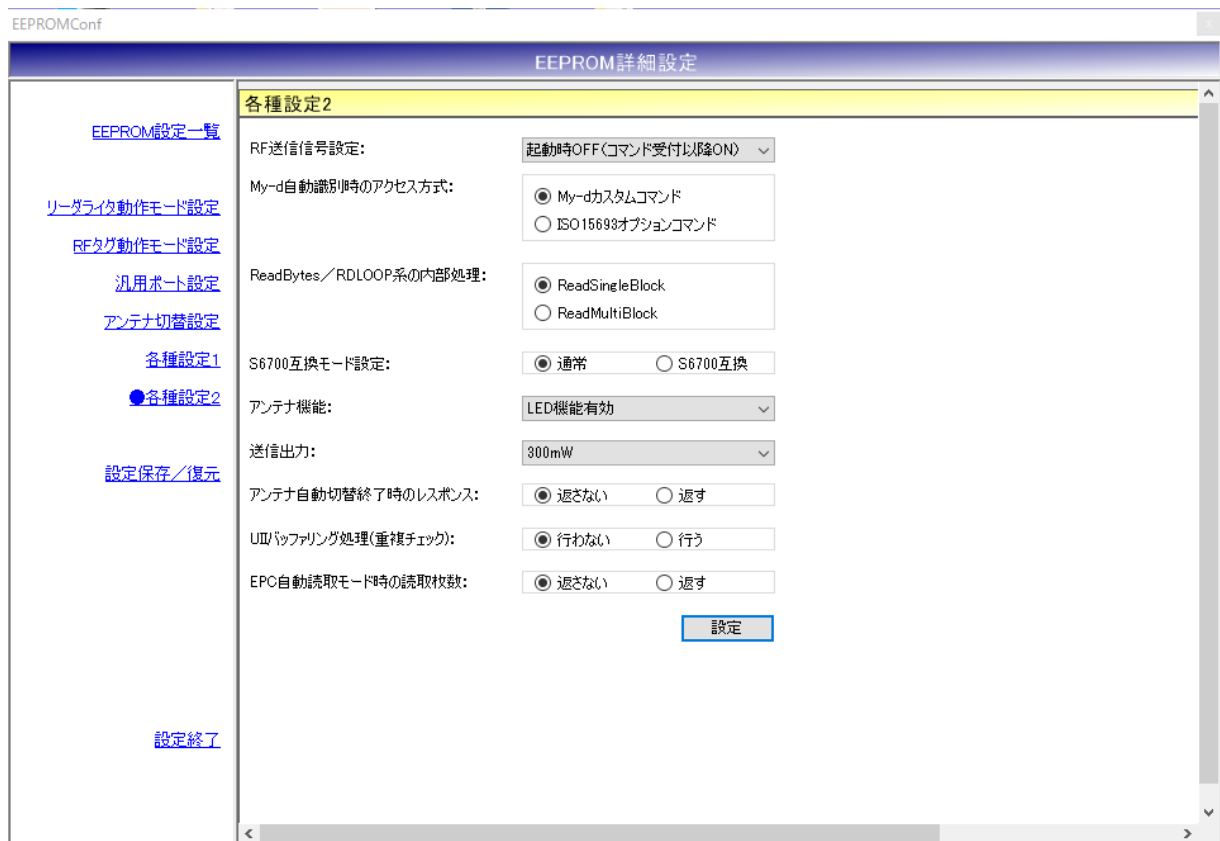 EEPROMConf
EEPROM詳細設定
EEPROM設定一覧
リーダライタ動作モード設定
RFタグ動作モード設定
汎用ポート設定
アンテナ切替設定
各種設定1
●各種設定2
設定保存／復元
設定終了
各種設定2
RF送信信号設定: 起動時OFF(コマンド受付以降ON)
My-d自動識別時のアクセス方式: My-dカスタムコマンド
ISO15693オプションコマンド
ReadBytes／RDLOOP系の内部処理: ReadSingleBlock
ReadMultiBlock
S6700互換モード設定: 通常 S6700互換
アンテナ機能: LED機能有効
送信出力: 300mW
アンテナ自動切替終了時のレスポンス: 返さない 返す
UIIバッファリング処理(重複チェック): 行わない 行う
EPC自動読取モード時の読取枚数: 返さない 返す
設定